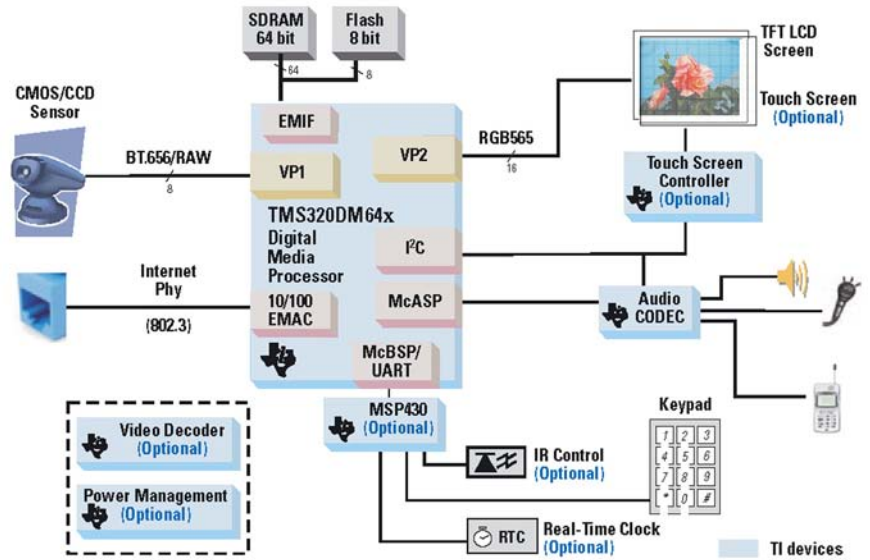 SDRAM
64 bit
Flash
8 bit
64
8
TFT LCD
Screen
Touch Screen
(Optional)
CMOS/CCD
Sensor
BT.656/RAW
8
EMIF
VP1
VP2
RGB565
16
Touch Screen
Controller
(Optional)
TMS320DM64x
Digital
Media
Processor
I²C
Internet
Phy
(802.3)
10/100
EMAC
McASP
Audio
CODEC
McBSP/
UART
MSP430
(Optional)
Keypad
1 2 3
4 5 6
7 8 9
* 0 #
Video Decoder
(Optional)
Power Management
(Optional)
IR Control
(Optional)
RTC
Real-Time Clock
(Optional)
TI devices